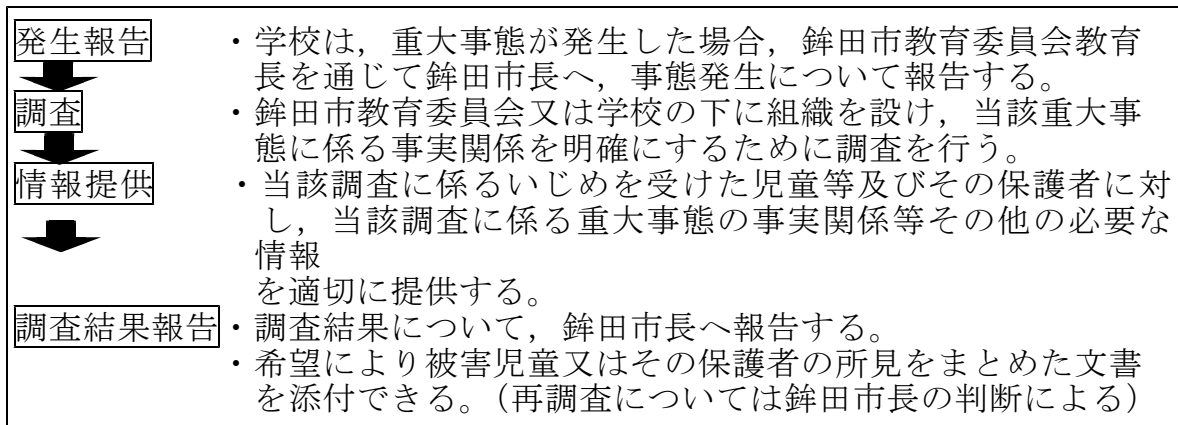 発生報告 ・学校は，重大事態が発生した場合，鉾田市教育委員会教育
長を通じて鉾田市長へ，事態発生について報告する。
調査 ・鉾田市教育委員会又は学校の下に組織を設け，当該重大事
態に係る事実関係を明確にするために調査を行う。
情報提供 ・当該調査に係るいじめを受けた児童等及びその保護者に対
し，当該調査に係る重大事態の事実関係等その他の必要な
情報
を適切に提供する。
調査結果報告・調査結果について，鉾田市長へ報告する。
・希望により被害児童又はその保護者の所見をまとめた文書
を添付できる。（再調査については鉾田市長の判断による）